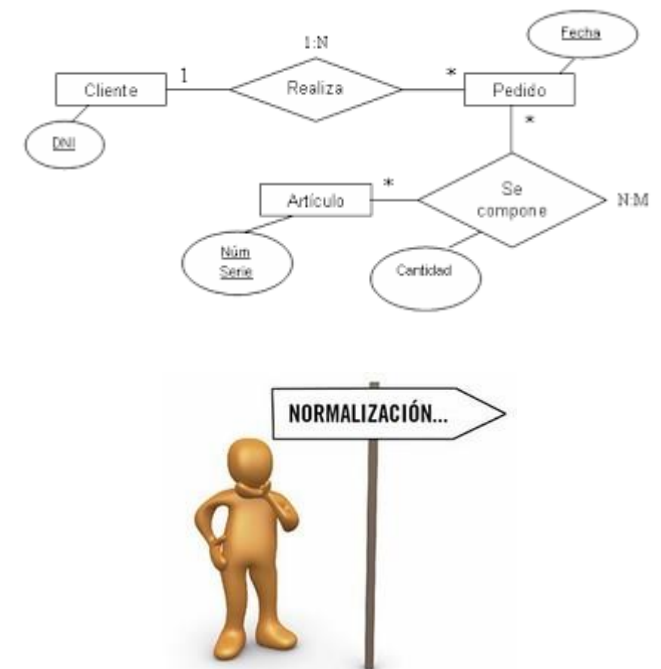 Fecha
1:N
1
Realiza
*
Cliente
Pedido
*
DNI
*
Se
compone
N:M
Artículo
Núm
Serie
Cantidad
NORMALIZACIÓN...